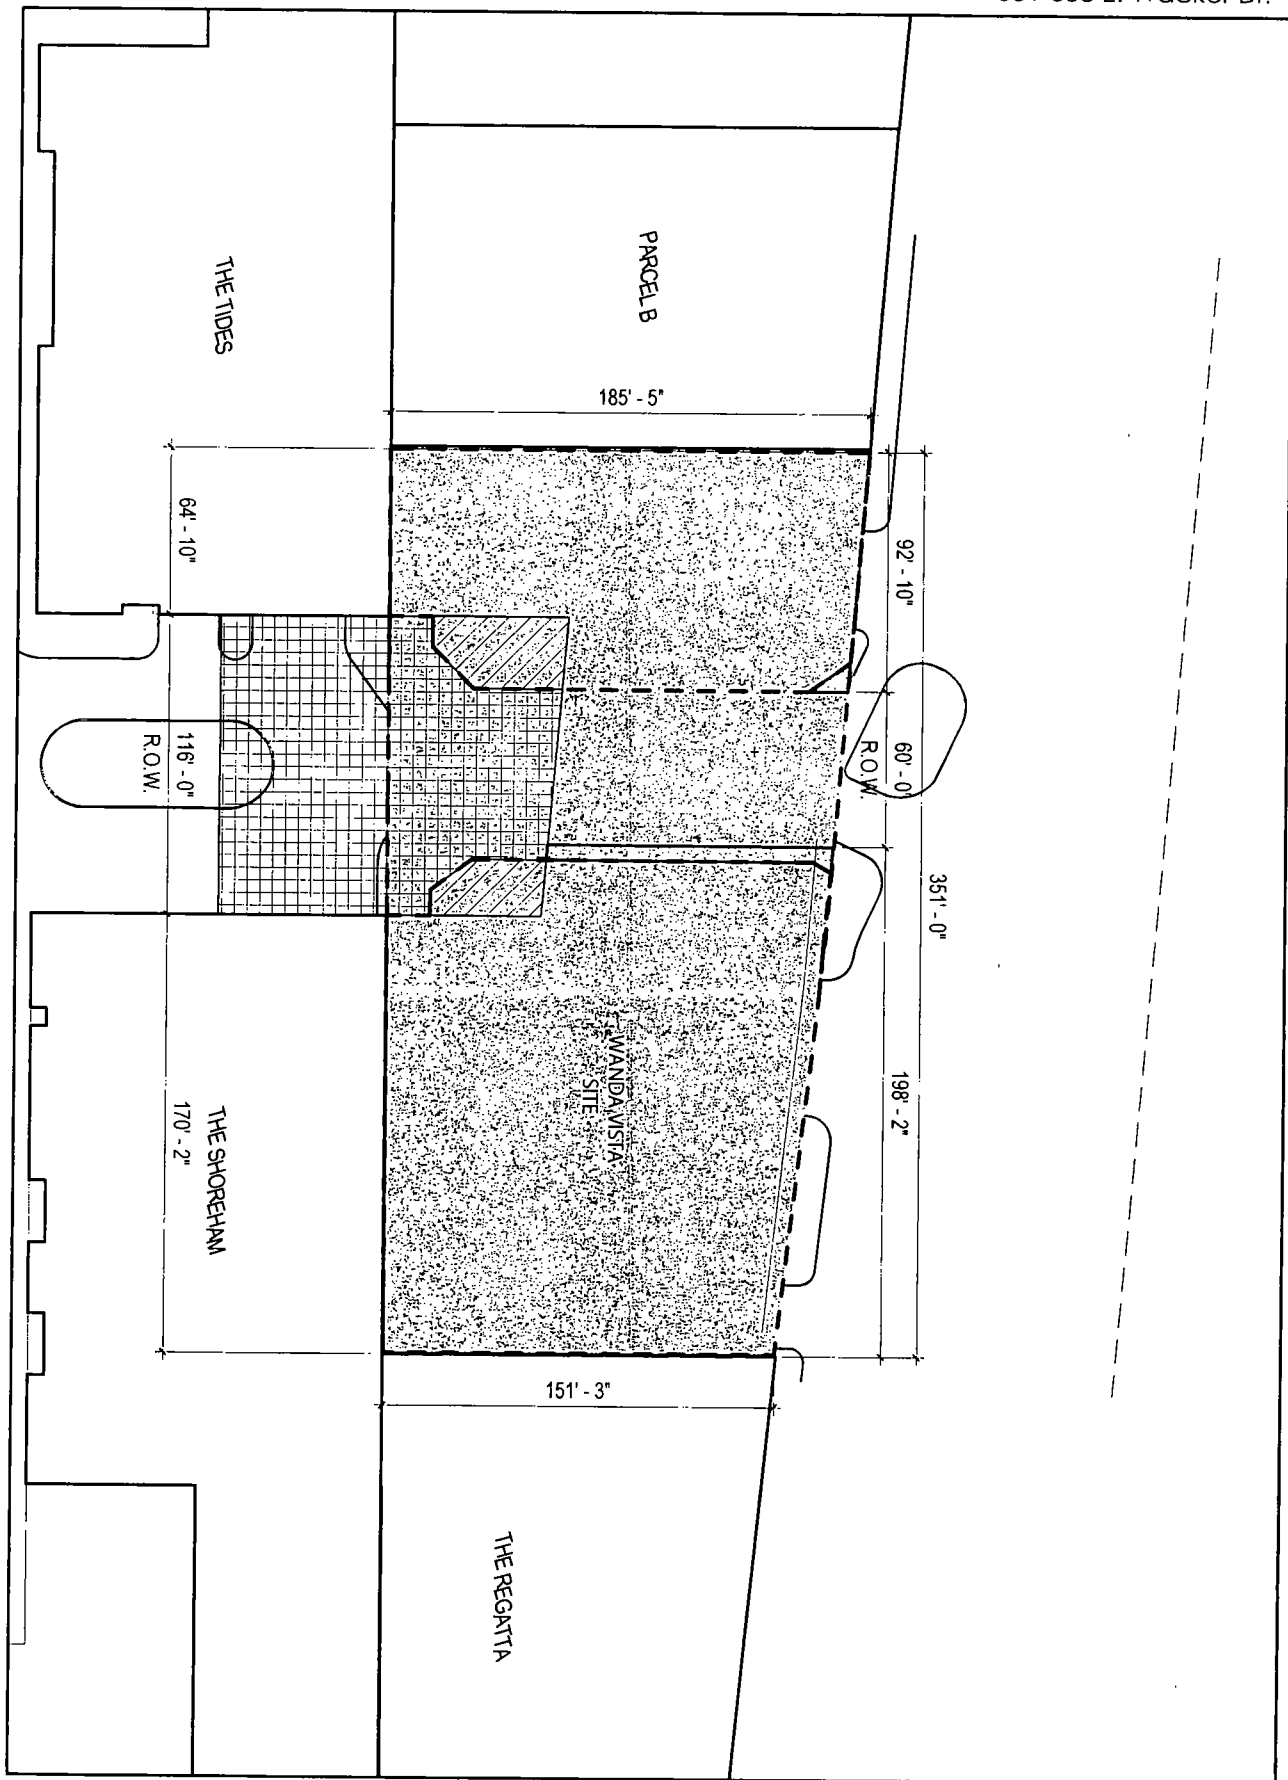 PARCEL B
THE TIDES
185' - 5"
92' - 10"
64' - 10"
60' - 0"
R.O.W.
116' - 0"
R.O.W.
351' - 0"
198' - 2"
WANDA VISTA
SITE
THE SHOREHAM
170' - 2"
151' - 3"
THE REGATTA